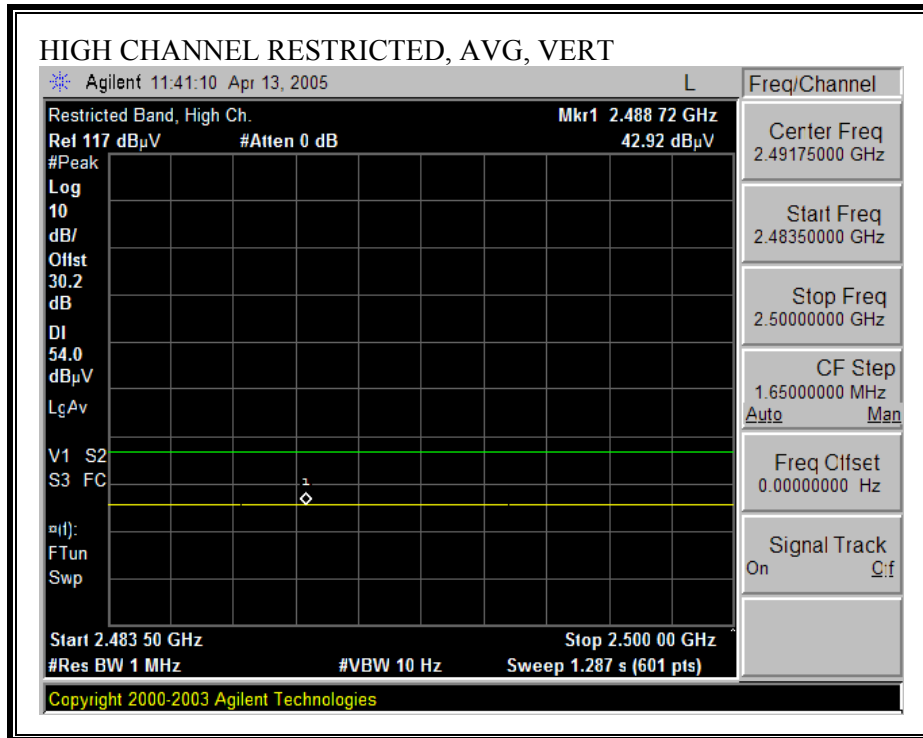 HIGH CHANNEL RESTRICTED, AVG, VERT
Agilent 11:41:10 Apr 13, 2005 L
Restricted Band, High Ch. Mkr1 2.488 72 GHz
Ref 117 dBµV #Atten 0 dB 42.92 dBµV
#Peak
Log
10
dB/
Offst
30.2
dB
DI
54.0
dBµV
LgAv
V1 S2
S3 FC
1
¤(f):
FTun
Swp
Start 2.483 50 GHz Stop 2.500 00 GHz
#Res BW 1 MHz #VBW 10 Hz Sweep 1.287 s (601 pts)
Copyright 2000-2003 Agilent Technologies
Freq/Channel
Center Freq
2.49175000 GHz
Start Freq
2.48350000 GHz
Stop Freq
2.50000000 GHz
CF Step
1.65000000 MHz
Auto Man
Freq Offset
0.00000000 Hz
Signal Track
On Off